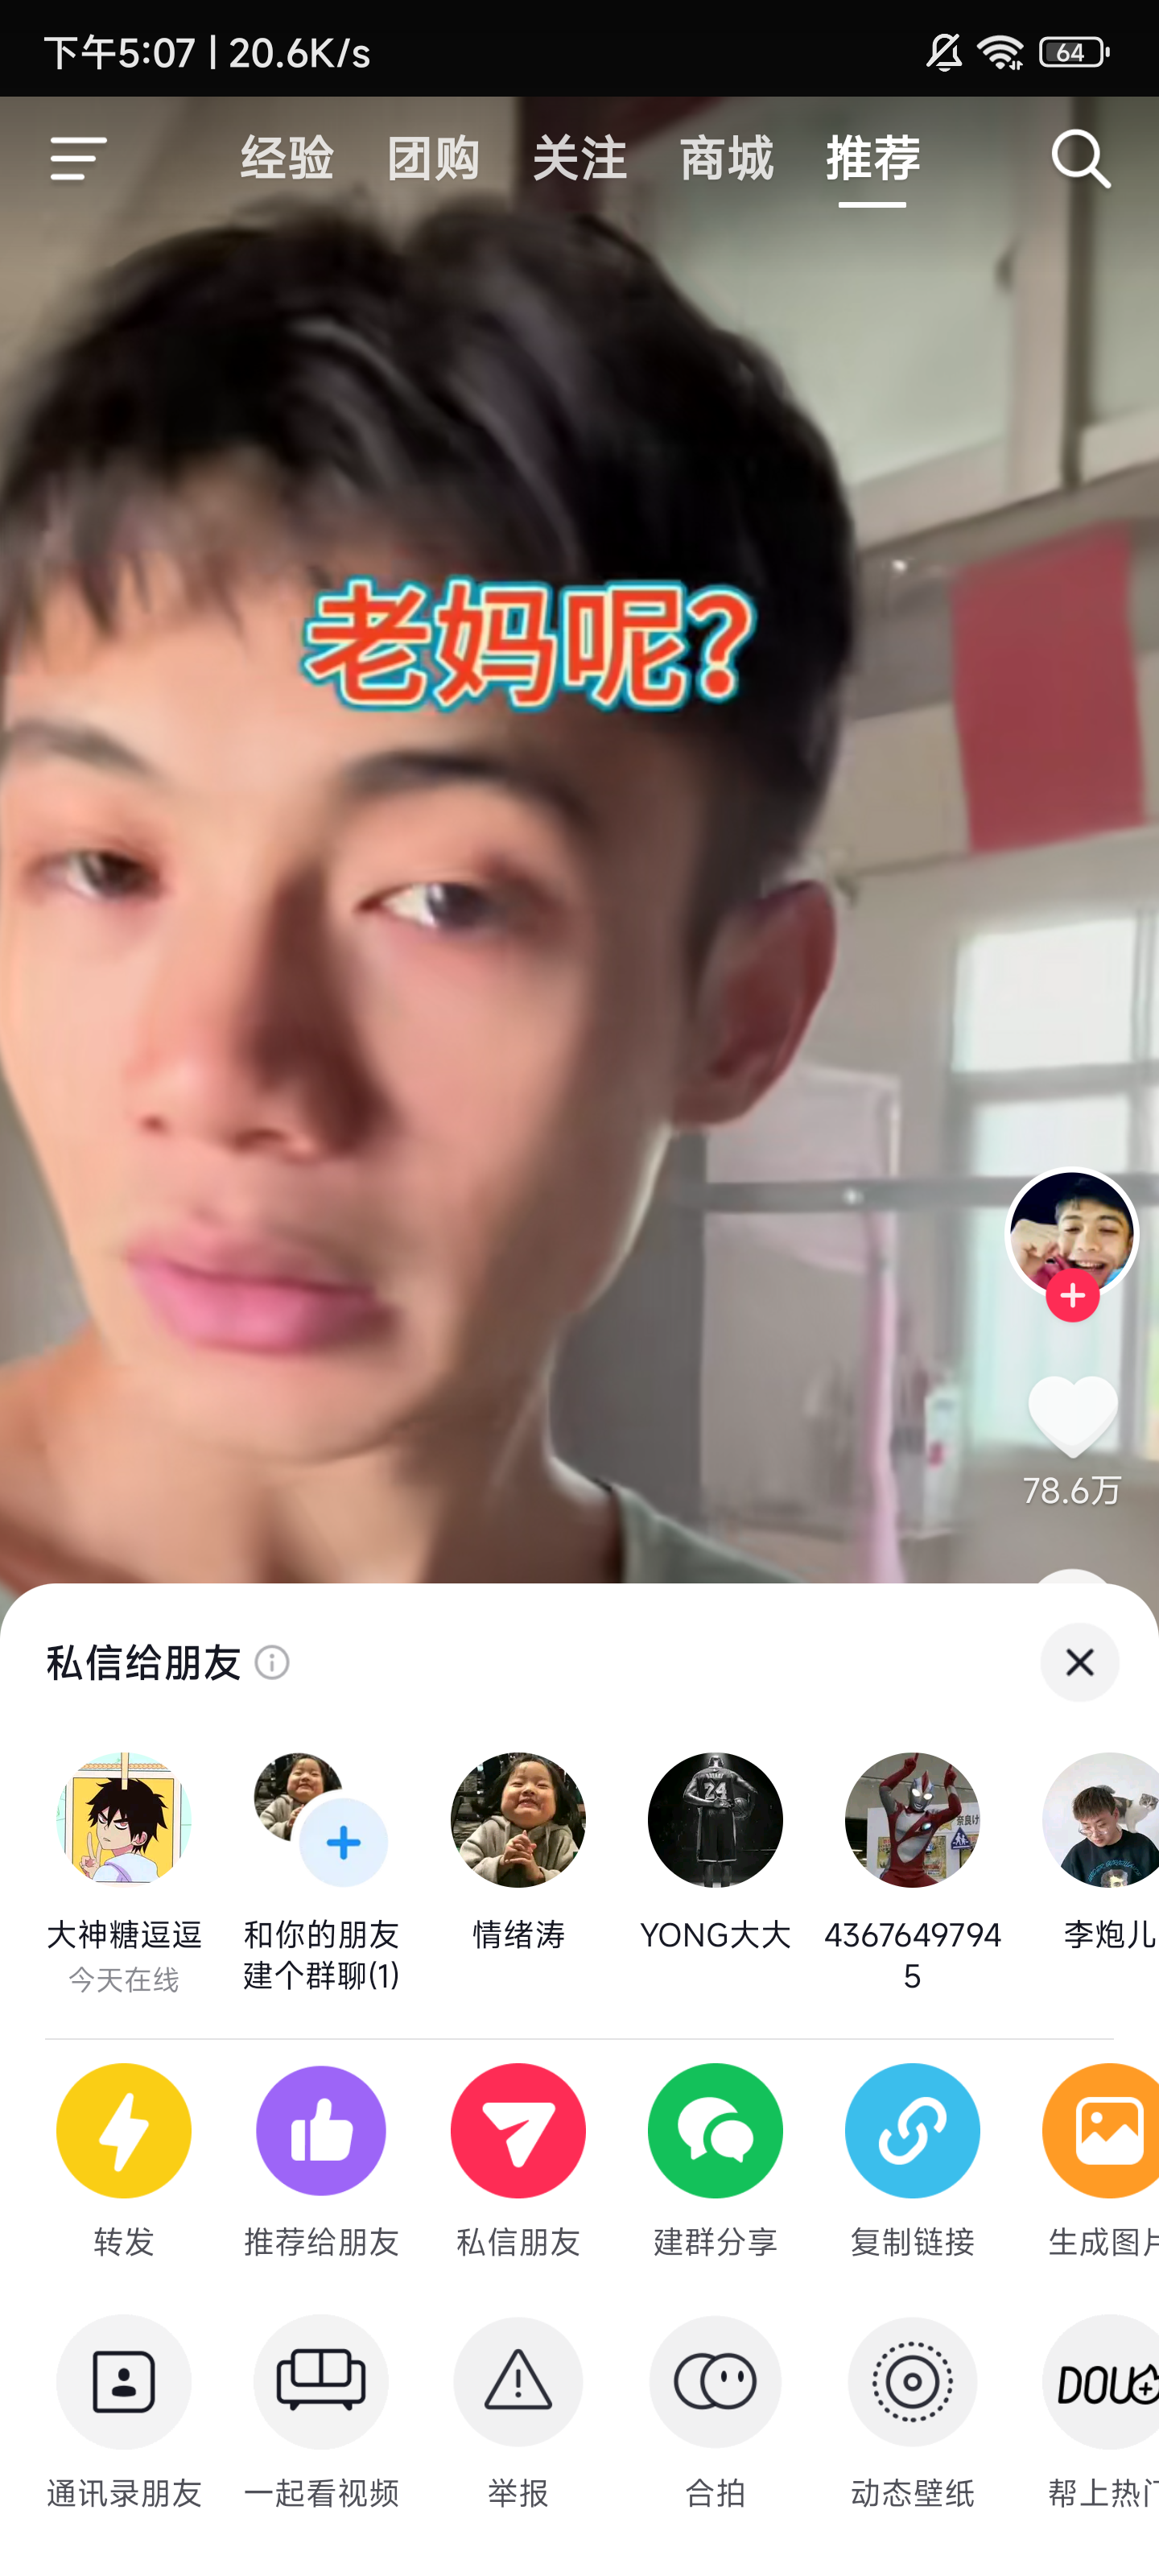 下午5:07 | 20.6K/s
64
经验 团购 关注 商城 推荐
老妈呢?
78.6万
私信给朋友
大神糖逗逗
今天在线
和你的朋友
建个群聊(1)
情绪涛
YONG大大
4367649794
5
李炮儿
转发 推荐给朋友 私信朋友 建群分享 复制链接 生成图片
DOU+
通讯录朋友 一起看视频 举报 合拍 动态壁纸 帮上热门